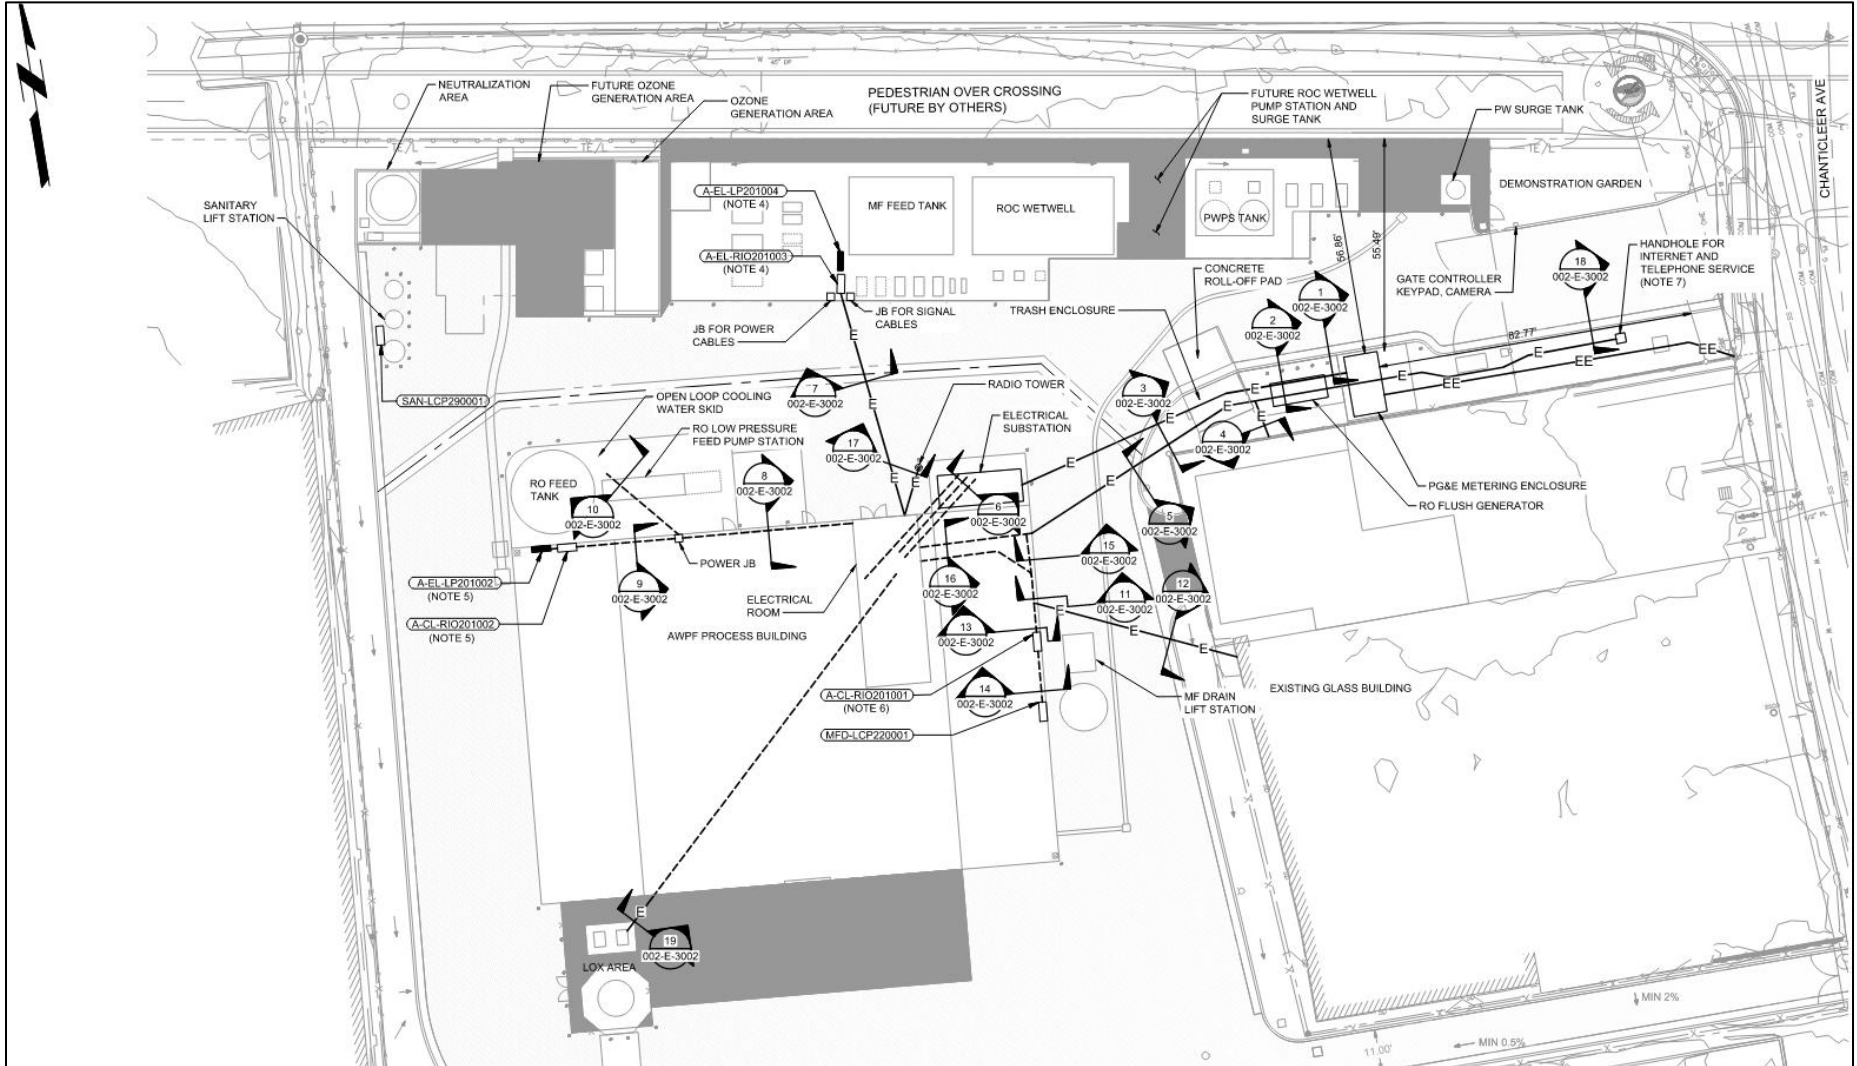 45" DP
W
NEUTRALIZATION
AREA
FUTURE OZONE
GENERATION AREA
OZONE
GENERATION AREA
PEDESTRIAN OVER CROSSING
(FUTURE BY OTHERS)
FUTURE ROC WETWELL
PUMP STATION AND
SURGE TANK
PW SURGE TANK
CHANTICLEER AVE
TE/L
TE/L
TE/L
TE/L
SANITARY
LIFT STATION
A-EL-LP201004
(NOTE 4)
MF FEED TANK
ROC WETWELL
PWPS TANK
DEMONSTRATION GARDEN
A-EL-RIO201003
(NOTE 4)
56.86'
55.49'
CONCRETE
ROLL-OFF PAD
GATE CONTROLLER
KEYPAD, CAMERA
HANDHOLE FOR
INTERNET AND
TELEPHONE SERVICE
(NOTE 7)
18
002-E-3002
1
002-E-3002
2
002-E-3002
JB FOR POWER
CABLES
JB FOR SIGNAL
CABLES
TRASH ENCLOSURE
82.77'
E
E
EE
EE
EE
E
E
E
E
E
3
002-E-3002
4
002-E-3002
SAN-LCP290001
OPEN LOOP COOLING
WATER SKID
RO LOW PRESSURE
FEED PUMP STATION
7
002-E-3002
E
E
E
E
RADIO TOWER
ELECTRICAL
SUBSTATION
17
002-E-3002
E
E
PG&E METERING ENCLOSURE
RO FLUSH GENERATOR
RO FEED
TANK
8
002-E-3002
10
002-E-3002
6
002-E-3002
5
002-E-3002
15
002-E-3002
POWER JB
A-EL-LP201002
(NOTE 5)
9
002-E-3002
16
002-E-3002
11
002-E-3002
12
002-E-3002
ELECTRICAL
ROOM
A-CL-RIO201002
(NOTE 5)
AWPF PROCESS BUILDING
13
002-E-3002
E
E
E
E
A-CL-RIO201001
(NOTE 6)
14
002-E-3002
MF DRAIN
LIFT STATION
EXISTING GLASS BUILDING
MFD-LCP220001
E
19
002-E-3002
LOX AREA
MIN 2%
MIN 0.5%
11.00'